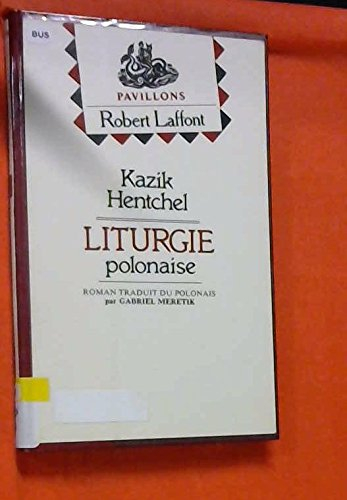 BUS
PAVILLONS
Robert Laffont
Kazik
Hentchel
LITURGIE
polonaise
ROMAN TRADUIT DU POLONAIS
par GABRIEL MERETIK